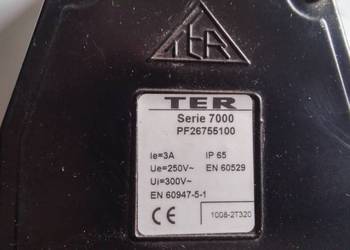 TER
TER
Serie 7000
PF26755100
Ie=3A IP 65
Ue=250V~ EN 60529
Ui=300V~
EN 60947-5-1
CE 1008-2T320